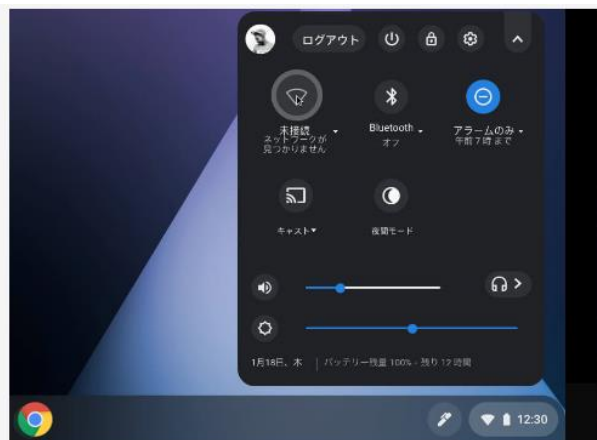 ログアウト
未接続
ネットワークが
見つかりません
Bluetooth
オフ
アラームのみ
午前7時まで
キャスト
夜間モード
1月18日、木 | バッテリー残量 100% - 残り 12 時間
12:30